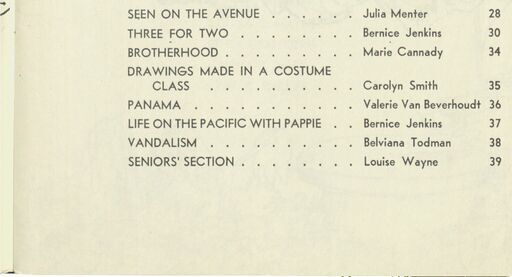 SEEN ON THE AVENUE . . . . . . Julia Menter 28
THREE FOR TWO . . . . . . . . Bernice Jenkins 30
BROTHERHOOD . . . . . . . . . Marie Cannady 34
DRAWINGS MADE IN A COSTUME
CLASS . . . . . . . . . Carolyn Smith 35
PANAMA . . . . . . . . . . . Valerie Van Beverhoudt 36
LIFE ON THE PACIFIC WITH PAPPIE . . Bernice Jenkins 37
VANDALISM . . . . . . . . . . Belviana Todman 38
SENIORS' SECTION . . . . . . . . Louise Wayne 39